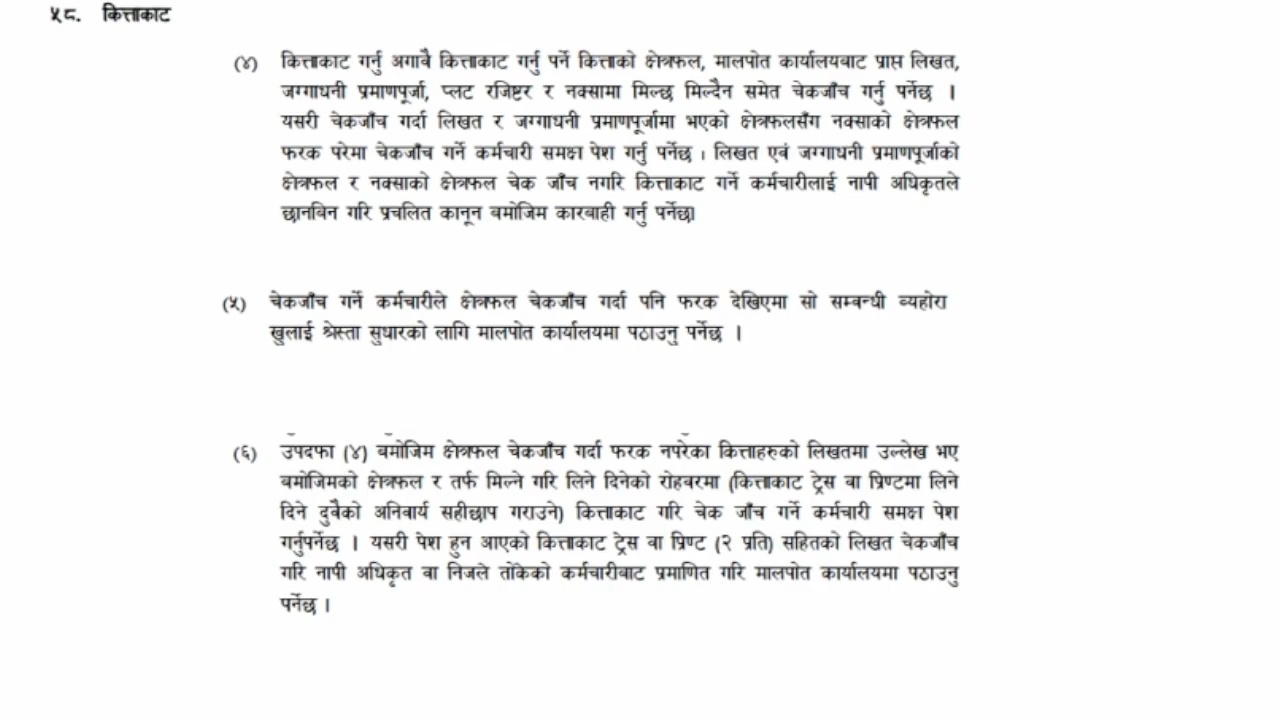 ५८. कित्ताकाट
(४) कित्ताकाट गर्नु अगावै कित्ताकाट गर्नु पर्ने कित्ताको क्षेत्रफल, मालपोत कार्यालयबाट प्राप्त लिखत,
जग्गाधनी प्रमाणपूर्जा, प्लट रजिष्टर र नक्सामा मिल्छ मिल्दैन समेत चेकजाँच गर्नु पर्नेछ ।
यसरी चेकजाँच गर्दा लिखत र जग्गाधनी प्रमाणपूर्जामा भएको क्षेत्रफलसँग नक्साको क्षेत्रफल
फरक परेमा चेकजाँच गर्ने कर्मचारी समक्ष पेश गर्नु पर्नेछ । लिखत एवं जग्गाधनी प्रमाणपूर्जाको
क्षेत्रफल र नक्साको क्षेत्रफल चेक जाँच नगरि कित्ताकाट गर्ने कर्मचारीलाई नापी अधिकृतले
छानबिन गरि प्रचलित कानून बमोजिम कारबाही गर्नु पर्नेछ।
(५) चेकजाँच गर्ने कर्मचारीले क्षेत्रफल चेकजाँच गर्दा पनि फरक देखिएमा सो सम्बन्धी व्यहोरा
खुलाई श्रेस्ता सुधारको लागि मालपोत कार्यालयमा पठाउनु पर्नेछ ।
(६) उपदफा (४) बमोजिम क्षेत्रफल चेकजाँच गर्दा फरक नपरेका कित्ताहरुको लिखतमा उल्लेख भए
बमोजिमको क्षेत्रफल र तर्फ मिल्ने गरि लिने दिनेको रोहबरमा (कित्ताकाट ट्रेस वा प्रिण्टमा लिने
दिने दुवैको अनिवार्य सहीछाप गराउने) कित्ताकाट गरि चेक जाँच गर्ने कर्मचारी समक्ष पेश
गर्नुपर्नेछ । यसरी पेश हुन आएको कित्ताकाट ट्रेस वा प्रिण्ट (२ प्रति) सहितको लिखत चेकजाँच
गरि नापी अधिकृत वा निजले तोकेको कर्मचारीबाट प्रमाणित गरि मालपोत कार्यालयमा पठाउनु
पर्नेछ ।